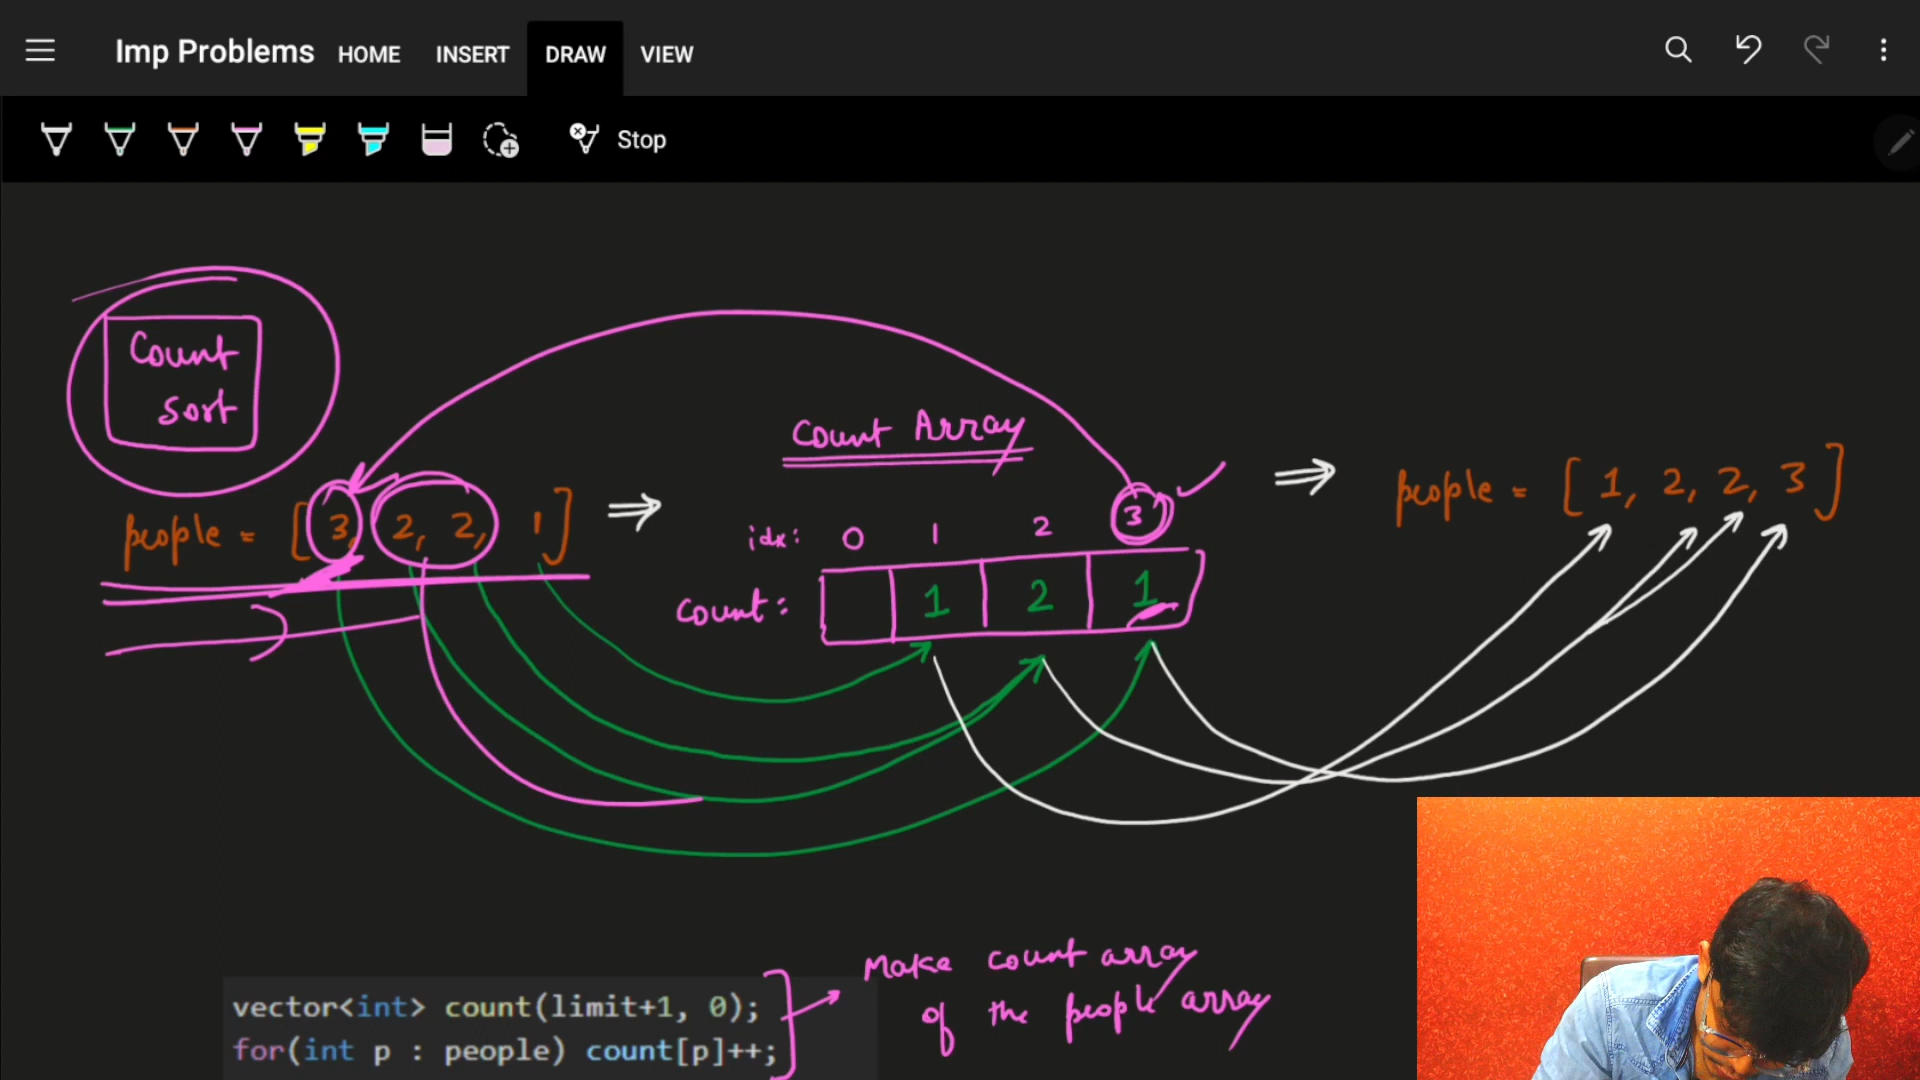 Imp Problems HOME INSERT DRAW VIEW
Stop
Count
sort
Count Array
people = [3, 2, 2, 1]
idx: 0 1 2 3
count: 1 2 1
people = [1, 2, 2, 3]
Make count array
of the people array
vector<int> count(limit+1, 0);
for(int p : people) count[p]++;